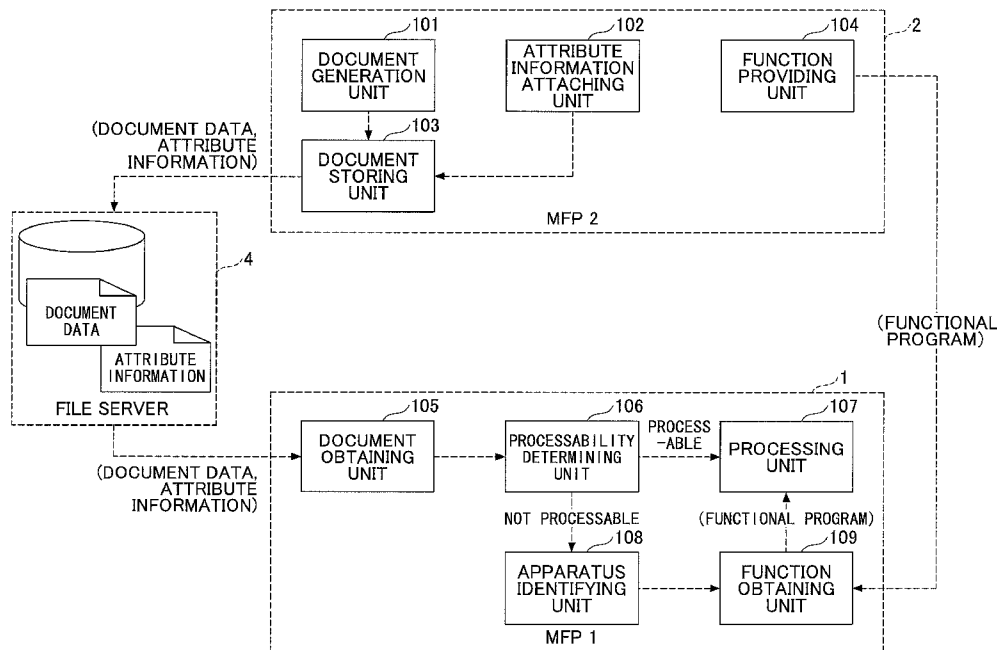 101
DOCUMENT
GENERATION
UNIT
102
ATTRIBUTE
INFORMATION
ATTACHING
UNIT
104
FUNCTION
PROVIDING
UNIT
2
(DOCUMENT DATA,
ATTRIBUTE
INFORMATION)
103
DOCUMENT
STORING
UNIT
MFP 2
4
DOCUMENT
DATA
ATTRIBUTE
INFORMATION
FILE SERVER
(FUNCTIONAL
PROGRAM)
1
(DOCUMENT DATA,
ATTRIBUTE
INFORMATION)
105
DOCUMENT
OBTAINING
UNIT
106
PROCESSABILITY
DETERMINING
UNIT
PROCESS
-ABLE
107
PROCESSING
UNIT
NOT PROCESSABLE
(FUNCTIONAL PROGRAM)
108
APPARATUS
IDENTIFYING
UNIT
109
FUNCTION
OBTAINING
UNIT
MFP 1